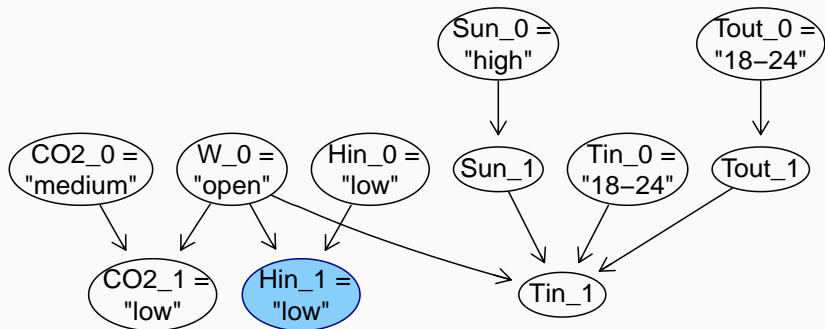 Sun_0 =
"high"
Tout_0 =
"18−24"
CO2_0 =
"medium"
W_0 =
"open"
Hin_0 =
"low"
Sun_1
Tin_0 =
"18−24"
Tout_1
CO2_1 =
"low"
Hin_1 =
"low"
Tin_1